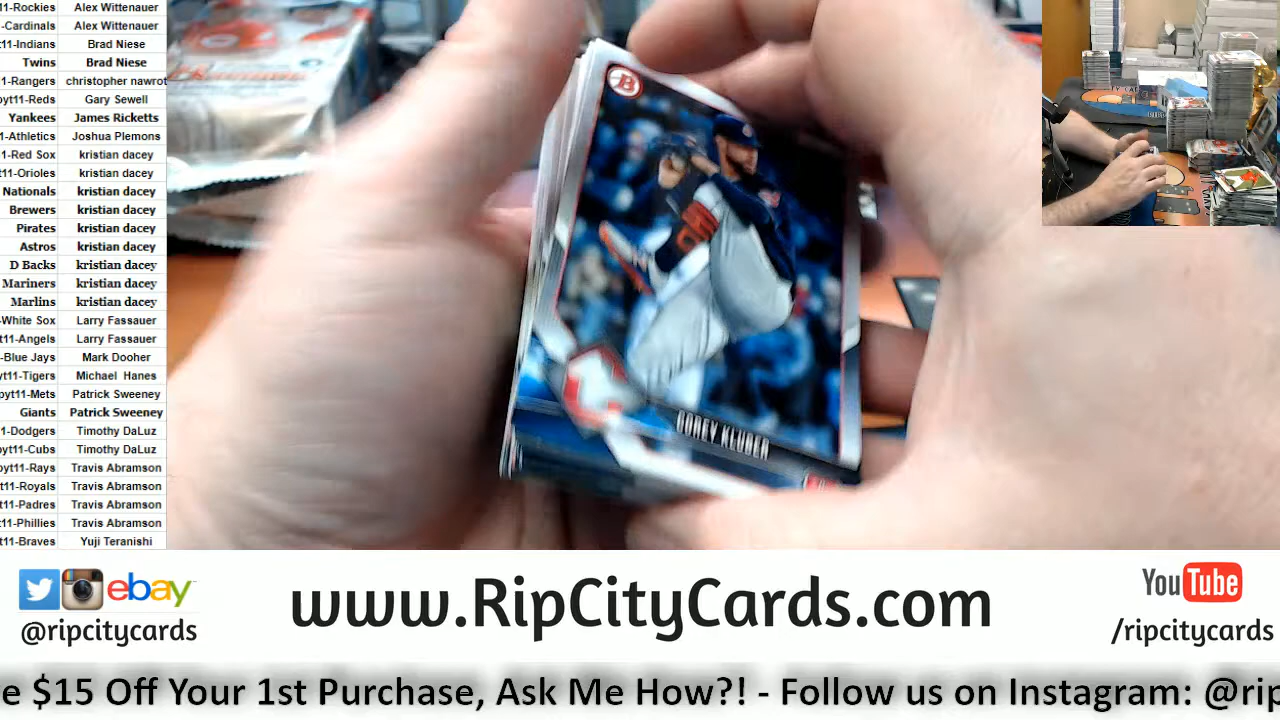 11-Rockies Alex Wittenauer
-Cardinals Alex Wittenauer
t11-Indians Brad Niese
Twins Brad Niese
1-Rangers christopher nawrot
pyt11-Reds Gary Sewell
Yankees James Ricketts
1-Athletics Joshua Plemons
1-Red Sox kristian dacey
t11-Orioles kristian dacey
Nationals kristian dacey
Brewers kristian dacey
Pirates kristian dacey
Astros kristian dacey
D Backs kristian dacey
Mariners kristian dacey
Marlins kristian dacey
-White Sox Larry Fassauer
t11-Angels Larry Fassauer
-Blue Jays Mark Dooher
yt11-Tigers Michael Hanes
pyt11-Mets Patrick Sweeney
Giants Patrick Sweeney
1-Dodgers Timothy DaLuz
yt11-Cubs Timothy DaLuz
pyt11-Rays Travis Abramson
t11-Royals Travis Abramson
t11-Padres Travis Abramson
t11-Phillies Travis Abramson
t11-Braves Yuji Teranishi
B
COREY KLUBER
ebay
@ripcitycards
www.RipCityCards.com
YouTube
/ripcitycards
e $15 Off Your 1st Purchase, Ask Me How?! - Follow us on Instagram: @rip